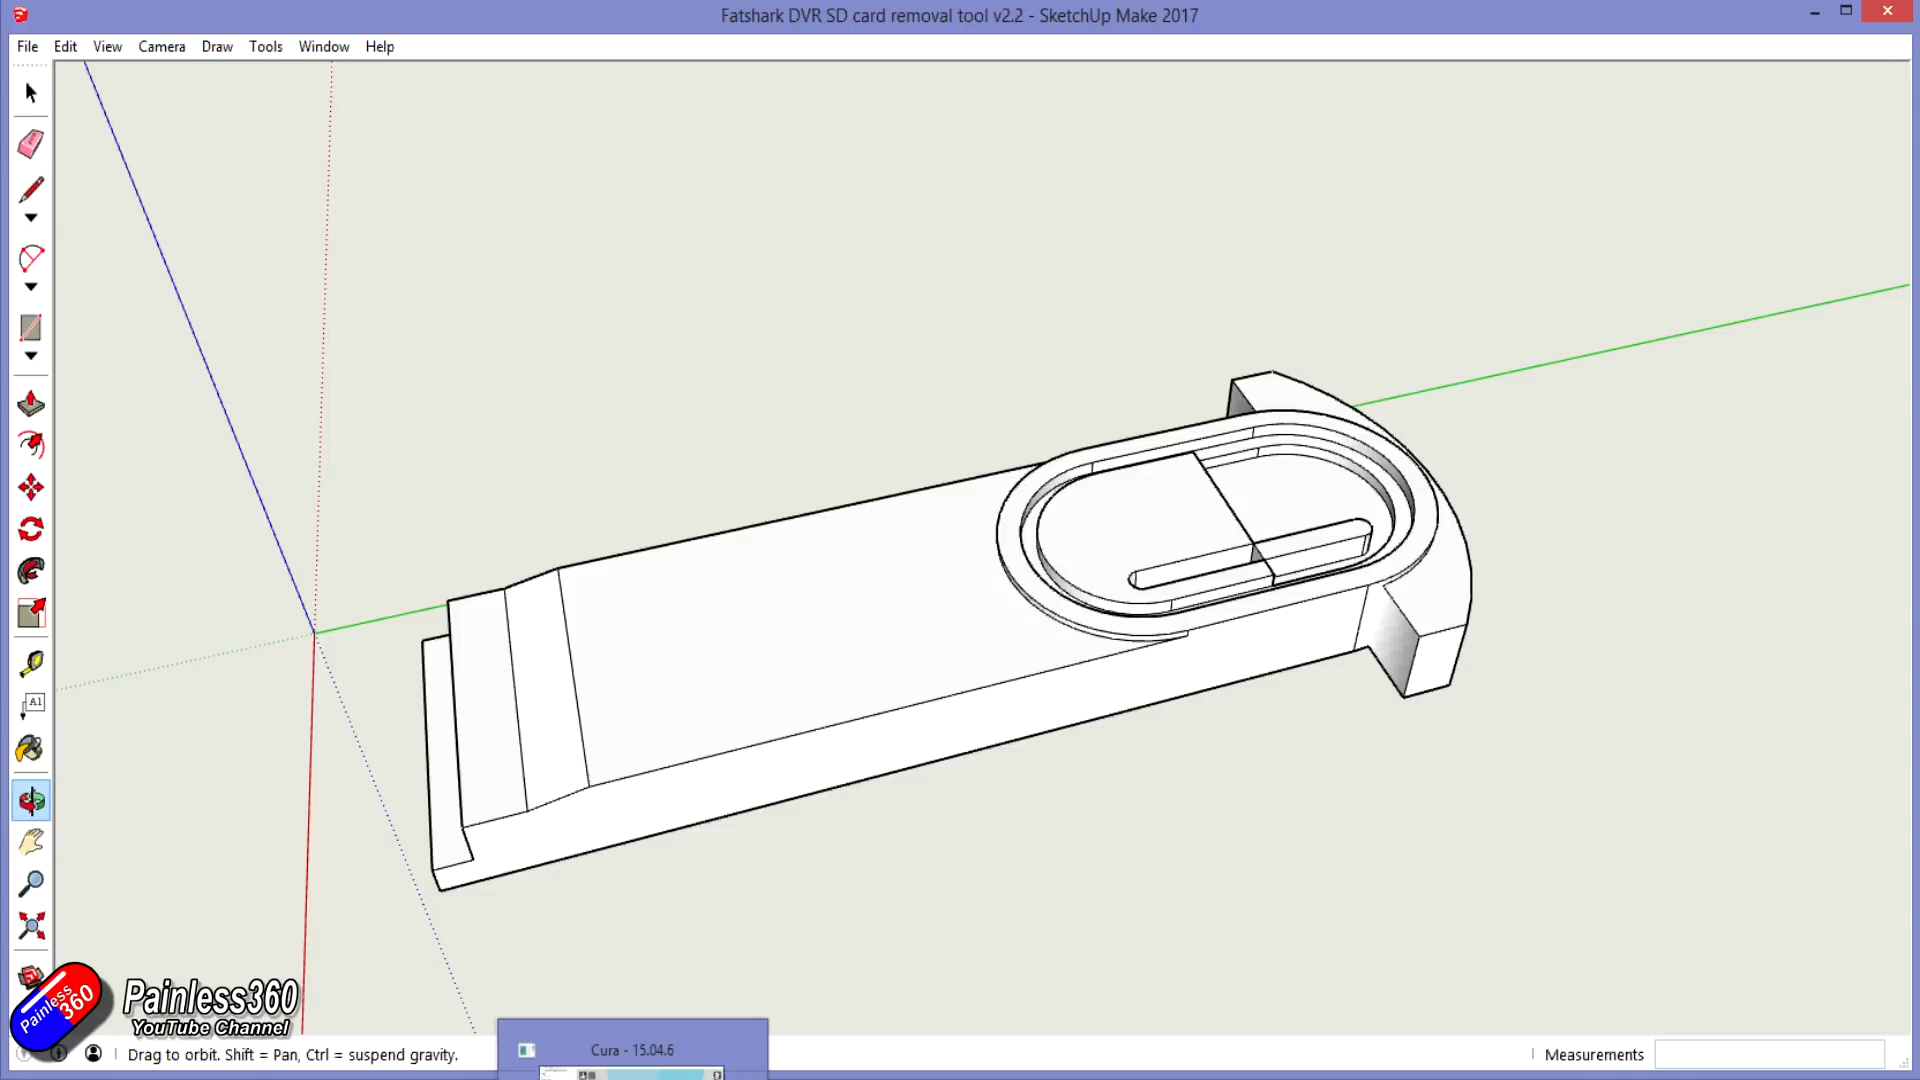 Fatshark DVR SD card removal tool v2.2 - SketchUp Make 2017
File Edit View Camera Draw Tools Window Help
A1
Painless 360
Painless360
YouTube Channel
Drag to orbit. Shift = Pan, Ctrl = suspend gravity.
Cura - 15.04.6
Measurements